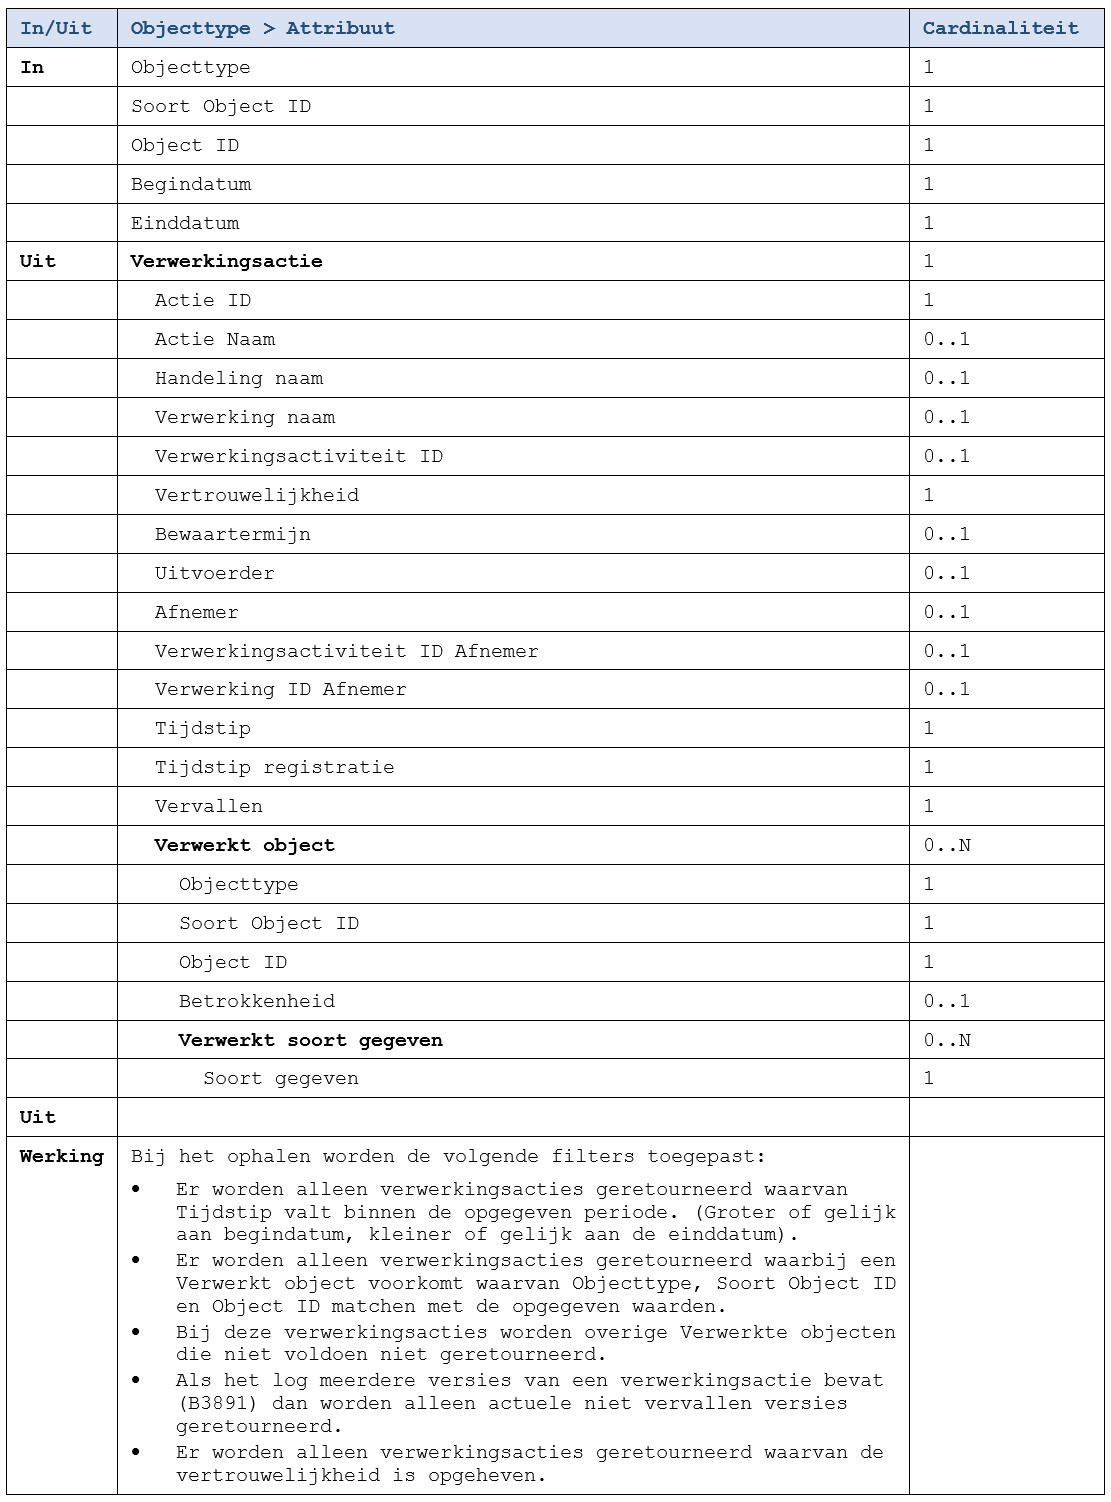 In/Uit Objecttype > Attribuut Cardinaliteit
In Objecttype 1
Soort Object ID 1
Object ID 1
Begindatum 1
Einddatum 1
Uit Verwerkingsactie 1
Actie ID 1
Actie Naam 0..1
Handeling naam 0..1
Verwerking naam 0..1
Verwerkingsactiviteit ID 0..1
Vertrouwelijkheid 1
Bewaartermijn 0..1
Uitvoerder 0..1
Afnemer 0..1
Verwerkingsactiviteit ID Afnemer 0..1
Verwerking ID Afnemer 0..1
Tijdstip 1
Tijdstip registratie 1
Vervallen 1
Verwerkt object 0..N
Objecttype 1
Soort Object ID 1
Object ID 1
Betrokkenheid 0..1
Verwerkt soort gegeven 0..N
Soort gegeven 1
Uit
Werking Bij het ophalen worden de volgende filters toegepast:
• Er worden alleen verwerkingsacties geretourneerd waarvan
Tijdstip valt binnen de opgegeven periode. (Groter of gelijk
aan begindatum, kleiner of gelijk aan de einddatum).
• Er worden alleen verwerkingsacties geretourneerd waarbij een
Verwerkt object voorkomt waarvan Objecttype, Soort Object ID
en Object ID matchen met de opgegeven waarden.
• Bij deze verwerkingsacties worden overige Verwerkte objecten
die niet voldoen niet geretourneerd.
• Als het log meerdere versies van een verwerkingsactie bevat
(B3891) dan worden alleen actuele niet vervallen versies
geretourneerd.
• Er worden alleen verwerkingsacties geretourneerd waarvan de
vertrouwelijkheid is opgeheven.